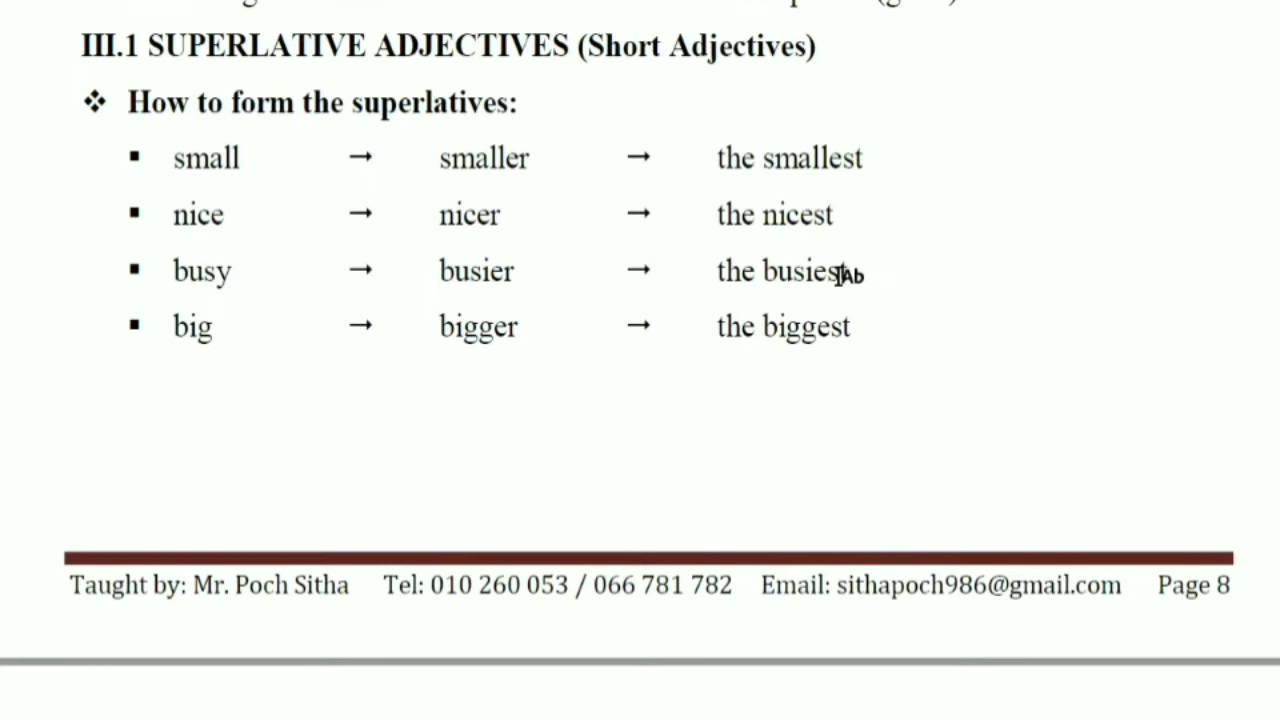 III.1 SUPERLATIVE ADJECTIVES (Short Adjectives)
❖ How to form the superlatives:
▪ small → smaller → the smallest
▪ nice → nicer → the nicest
▪ busy → busier → the busiest
▪ big → bigger → the biggest
Taught by: Mr. Poch Sitha Tel: 010 260 053 / 066 781 782 Email: sithapoch986@gmail.com Page 8